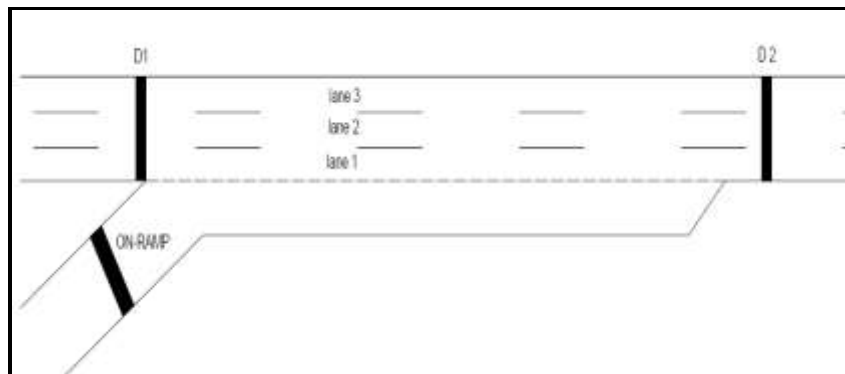 D1
D2
lane 3
lane 2
lane 1
ON-RAMP